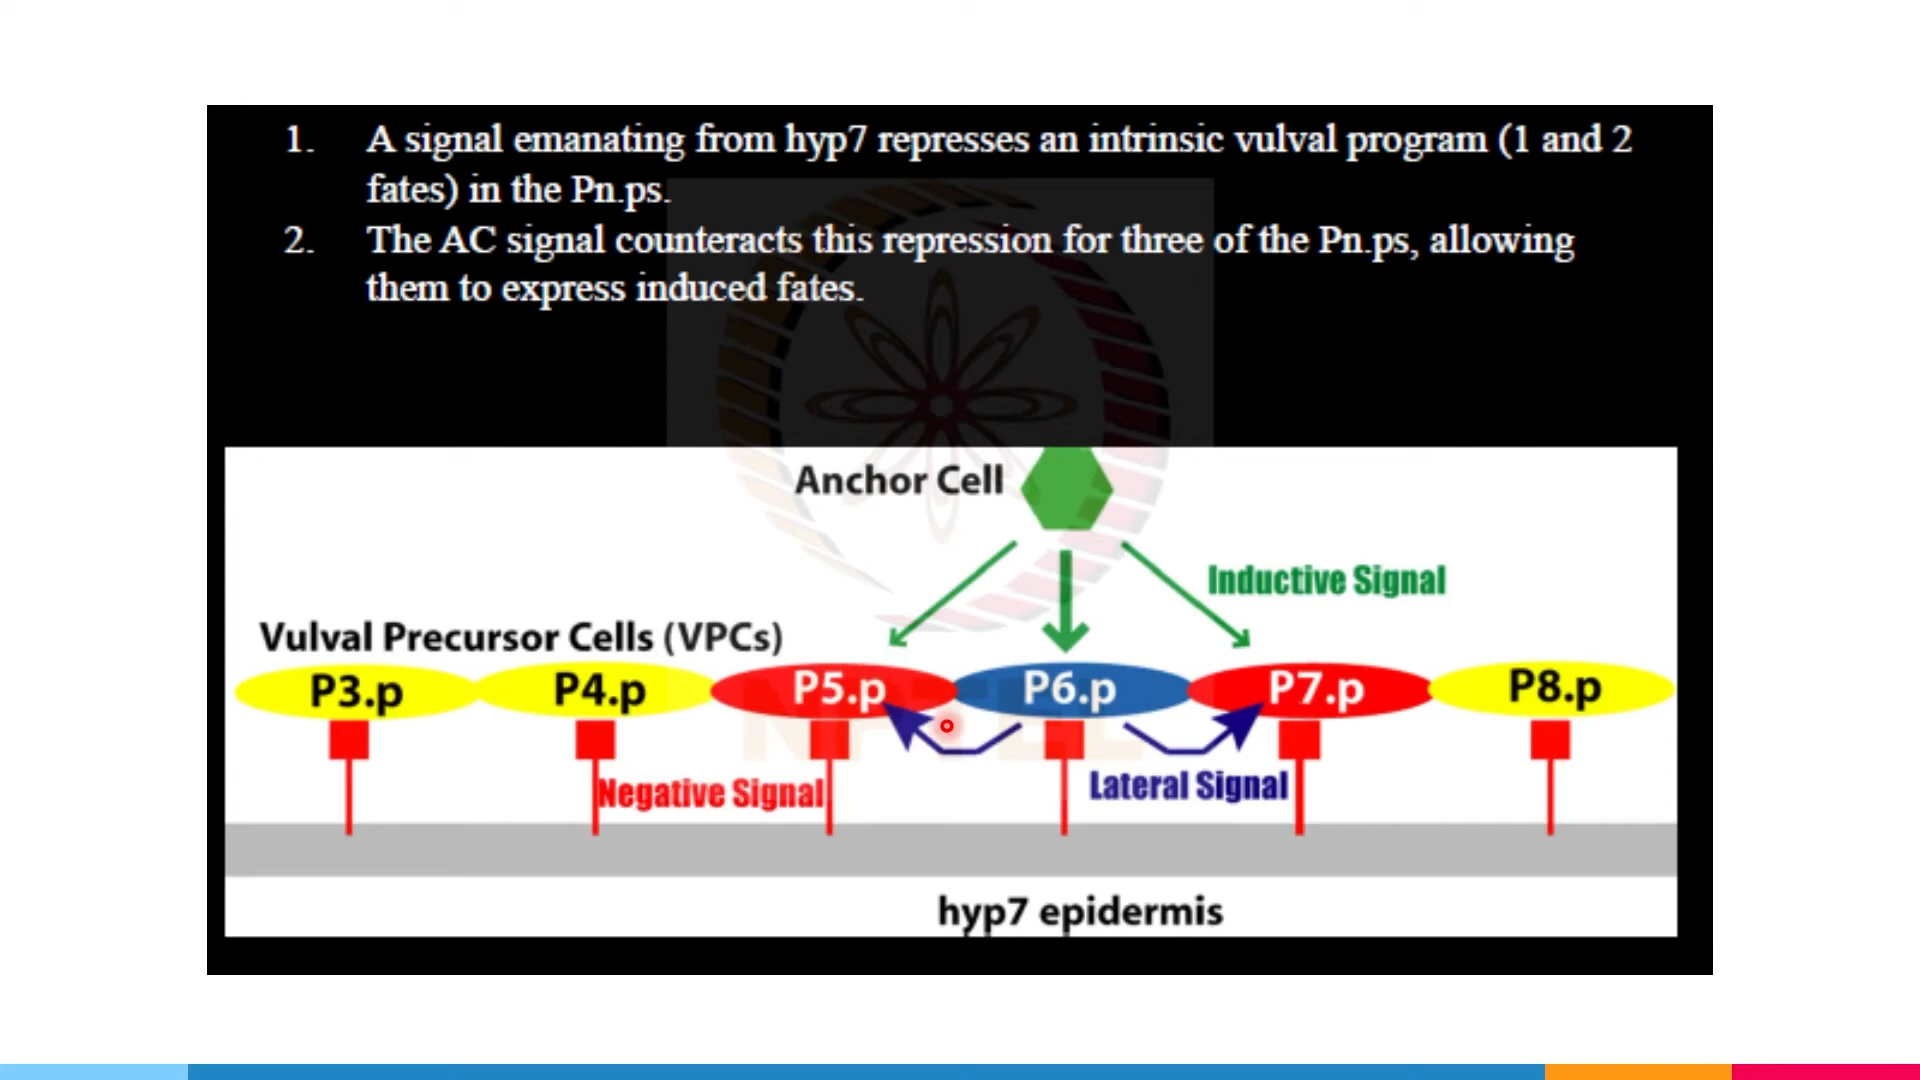 1. A signal emanating from hyp7 represses an intrinsic vulval program (1 and 2
fates) in the Pn.ps.
2. The AC signal counteracts this repression for three of the Pn.ps, allowing
them to express induced fates.
Anchor Cell
Inductive Signal
Vulval Precursor Cells (VPCs)
P3.p P4.p P5.p P6.p P7.p P8.p
NPTEL
Negative Signal Lateral Signal
hyp7 epidermis